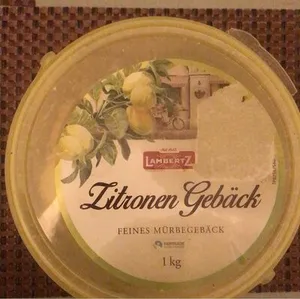 LAMBERTZ
Zitronen Gebäck
FEINES MÜRBEGEBÄCK
1 kg